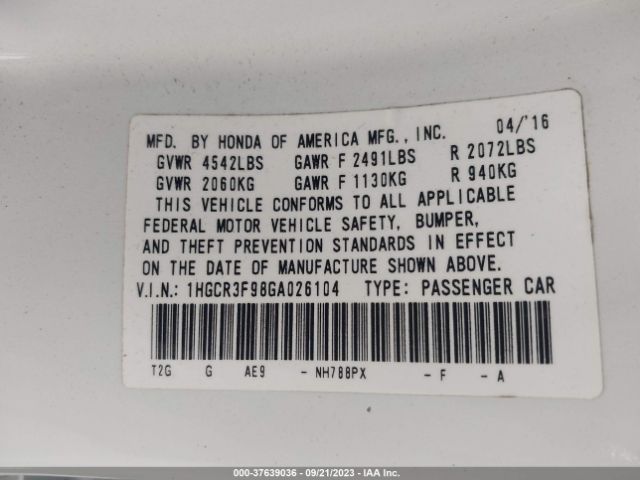 MFD. BY HONDA OF AMERICA MFG., INC. 04/'16
GVWR 4542LBS GAWR F 2491LBS R 2072LBS
GVWR 2060KG GAWR F 1130KG R 940KG
THIS VEHICLE CONFORMS TO ALL APPLICABLE
FEDERAL MOTOR VEHICLE SAFETY, BUMPER,
AND THEFT PREVENTION STANDARDS IN EFFECT
ON THE DATE OF MANUFACTURE SHOWN ABOVE.
V.I.N.: 1HGCR3F98GA026104 TYPE: PASSENGER CAR
T2G G AE9 - NH788PX - F - A
000-37639036 - 09/21/2023 - IAA Inc.